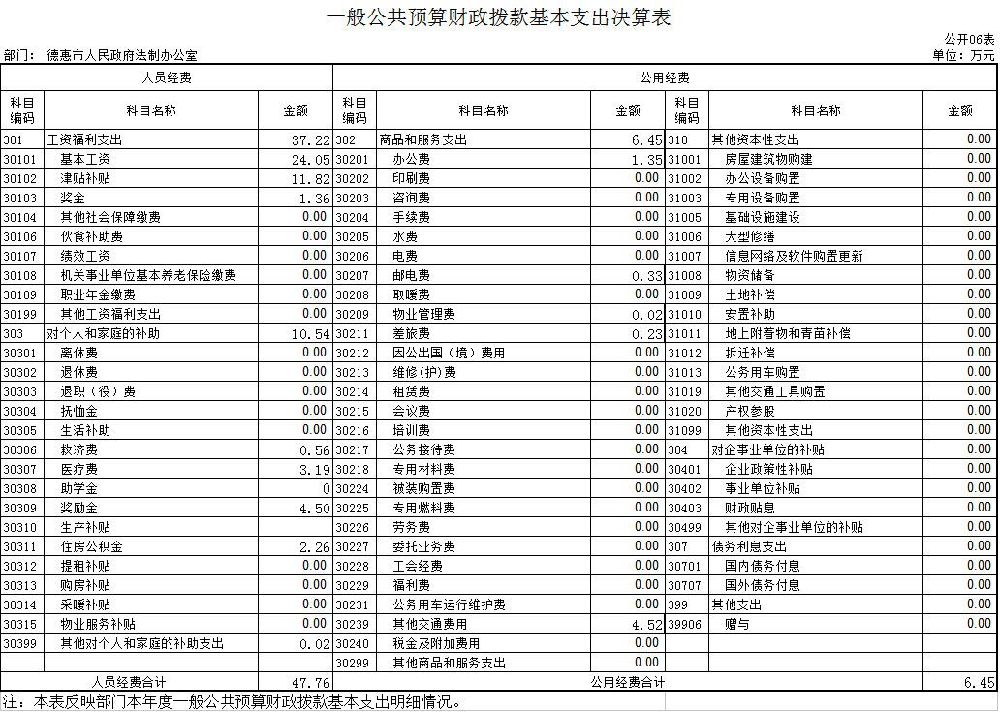 一般公共预算财政拨款基本支出决算表
公开06表
部门： 德惠市人民政府法制办公室 单位：万元
人员经费 公用经费
科目编码 科目名称 金额 科目编码 科目名称 金额 科目编码 科目名称 金额
301 工资福利支出 37.22 302 商品和服务支出 6.45 310 其他资本性支出 0.00
30101 基本工资 24.05 30201 办公费 1.35 31001 房屋建筑物购建 0.00
30102 津贴补贴 11.82 30202 印刷费 0.00 31002 办公设备购置 0.00
30103 奖金 1.36 30203 咨询费 0.00 31003 专用设备购置 0.00
30104 其他社会保障缴费 0.00 30204 手续费 0.00 31005 基础设施建设 0.00
30106 伙食补助费 0.00 30205 水费 0.00 31006 大型修缮 0.00
30107 绩效工资 0.00 30206 电费 0.00 31007 信息网络及软件购置更新 0.00
30108 机关事业单位基本养老保险缴费 0.00 30207 邮电费 0.33 31008 物资储备 0.00
30109 职业年金缴费 0.00 30208 取暖费 0.00 31009 土地补偿 0.00
30199 其他工资福利支出 0.00 30209 物业管理费 0.02 31010 安置补助 0.00
303 对个人和家庭的补助 10.54 30211 差旅费 0.23 31011 地上附着物和青苗补偿 0.00
30301 离休费 0.00 30212 因公出国（境）费用 0.00 31012 拆迁补偿 0.00
30302 退休费 0.00 30213 维修(护)费 0.00 31013 公务用车购置 0.00
30303 退职（役）费 0.00 30214 租赁费 0.00 31019 其他交通工具购置 0.00
30304 抚恤金 0.00 30215 会议费 0.00 31020 产权参股 0.00
30305 生活补助 0.00 30216 培训费 0.00 31099 其他资本性支出 0.00
30306 救济费 0.56 30217 公务接待费 0.00 304 对企事业单位的补贴 0.00
30307 医疗费 3.19 30218 专用材料费 0.00 30401 企业政策性补贴 0.00
30308 助学金 0 30224 被装购置费 0.00 30402 事业单位补贴 0.00
30309 奖励金 4.50 30225 专用燃料费 0.00 30403 财政贴息 0.00
30310 生产补贴 30226 劳务费 0.00 30499 其他对企事业单位的补贴 0.00
30311 住房公积金 2.26 30227 委托业务费 0.00 307 债务利息支出 0.00
30312 提租补贴 0.00 30228 工会经费 0.00 30701 国内债务付息 0.00
30313 购房补贴 0.00 30229 福利费 0.00 30707 国外债务付息 0.00
30314 采暖补贴 0.00 30231 公务用车运行维护费 0.00 399 其他支出 0.00
30315 物业服务补贴 0.00 30239 其他交通费用 4.52 39906 赠与 0.00
30399 其他对个人和家庭的补助支出 0.02 30240 税金及附加费用 0.00
30299 其他商品和服务支出 0.00
人员经费合计 47.76 公用经费合计 6.45
注：本表反映部门本年度一般公共预算财政拨款基本支出明细情况。